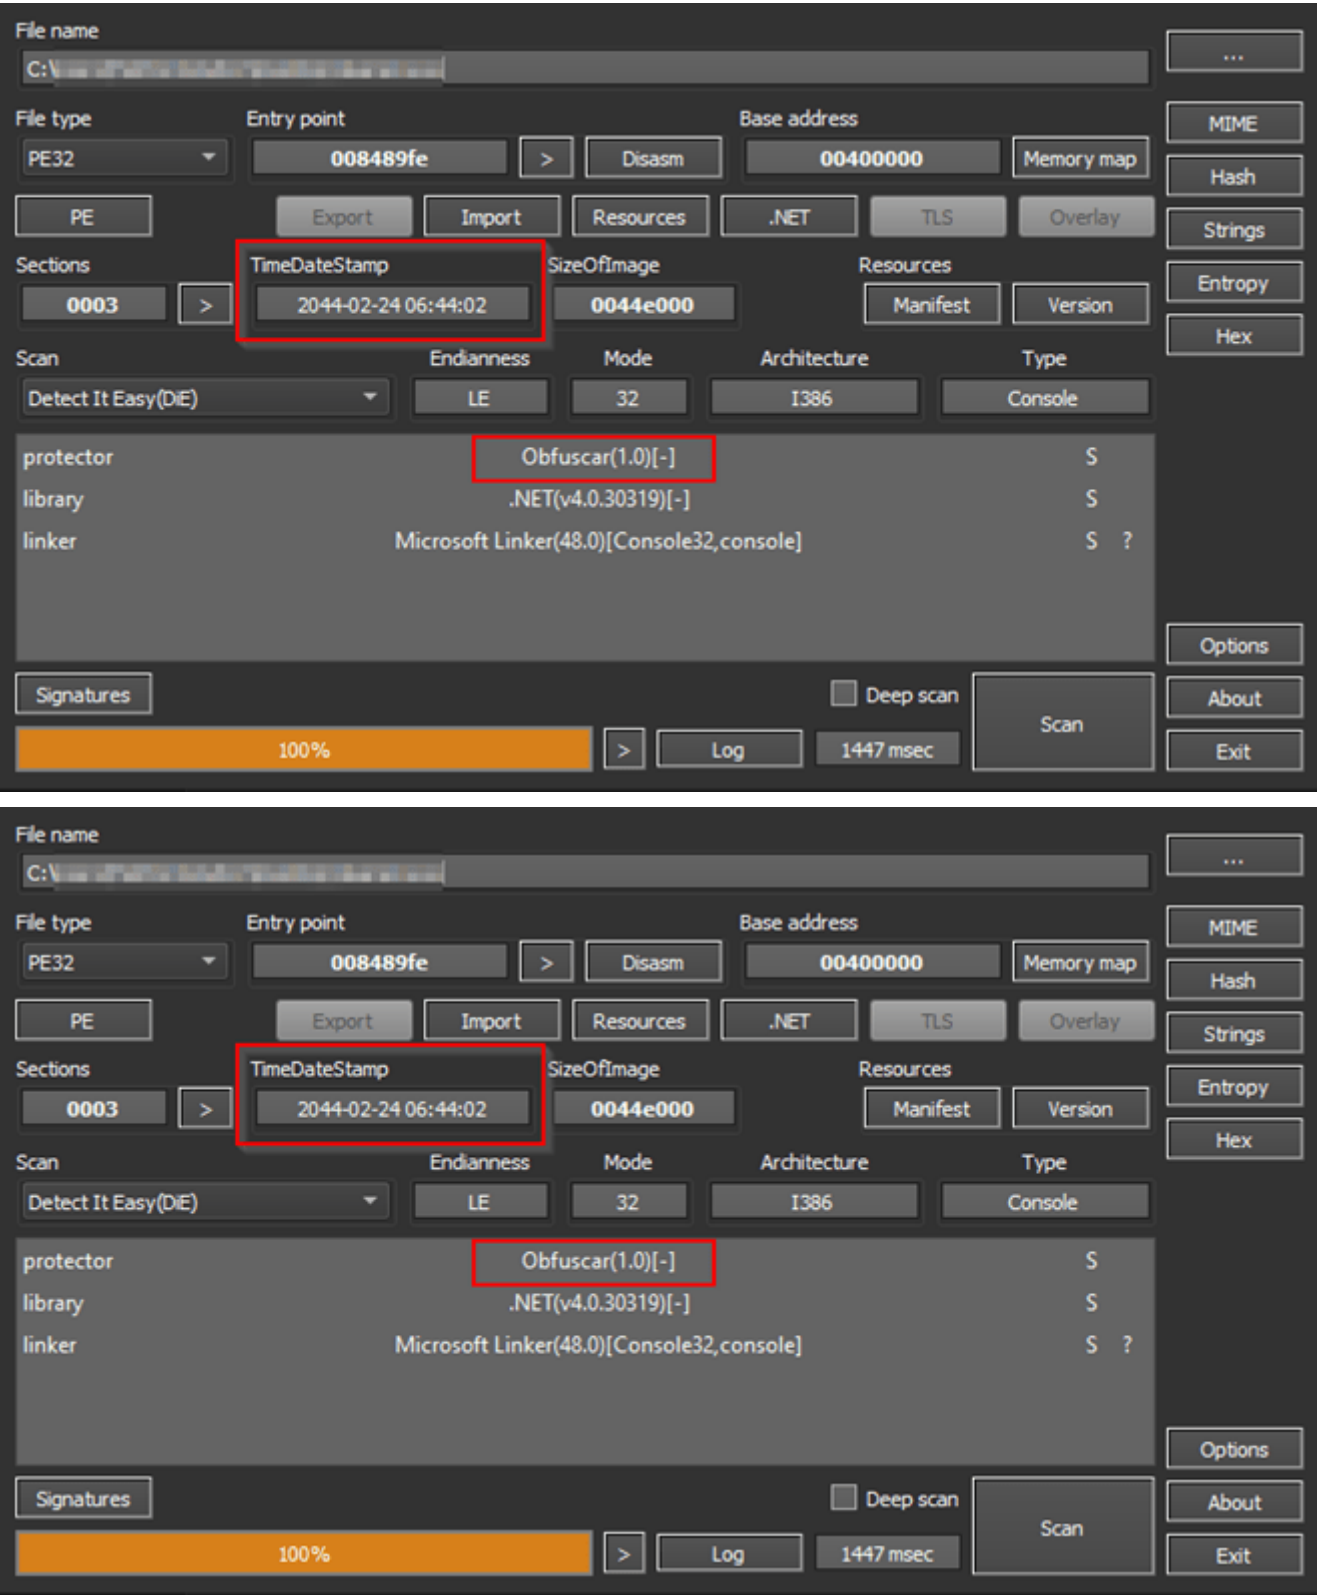 File name
C:\
...
File type Entry point Base address
MIME
PE32 008489fe > Disasm 00400000 Memory map
Hash
PE Export Import Resources .NET TLS Overlay
Strings
Sections TimeDateStamp SizeOfImage Resources
Entropy
0003 > 2044-02-24 06:44:02 0044e000 Manifest Version
Hex
Scan Endianness Mode Architecture Type
Detect It Easy(DiE) LE 32 I386 Console
protector Obfuscar(1.0)[-] S
library .NET(v4.0.30319)[-] S
linker Microsoft Linker(48.0)[Console32,console] S ?
Options
Signatures Deep scan Scan About
100% > Log 1447 msec Exit
File name
C:\
...
File type Entry point Base address
MIME
PE32 008489fe > Disasm 00400000 Memory map
Hash
PE Export Import Resources .NET TLS Overlay
Strings
Sections TimeDateStamp SizeOfImage Resources
Entropy
0003 > 2044-02-24 06:44:02 0044e000 Manifest Version
Hex
Scan Endianness Mode Architecture Type
Detect It Easy(DiE) LE 32 I386 Console
protector Obfuscar(1.0)[-] S
library .NET(v4.0.30319)[-] S
linker Microsoft Linker(48.0)[Console32,console] S ?
Options
Signatures Deep scan Scan About
100% > Log 1447 msec Exit